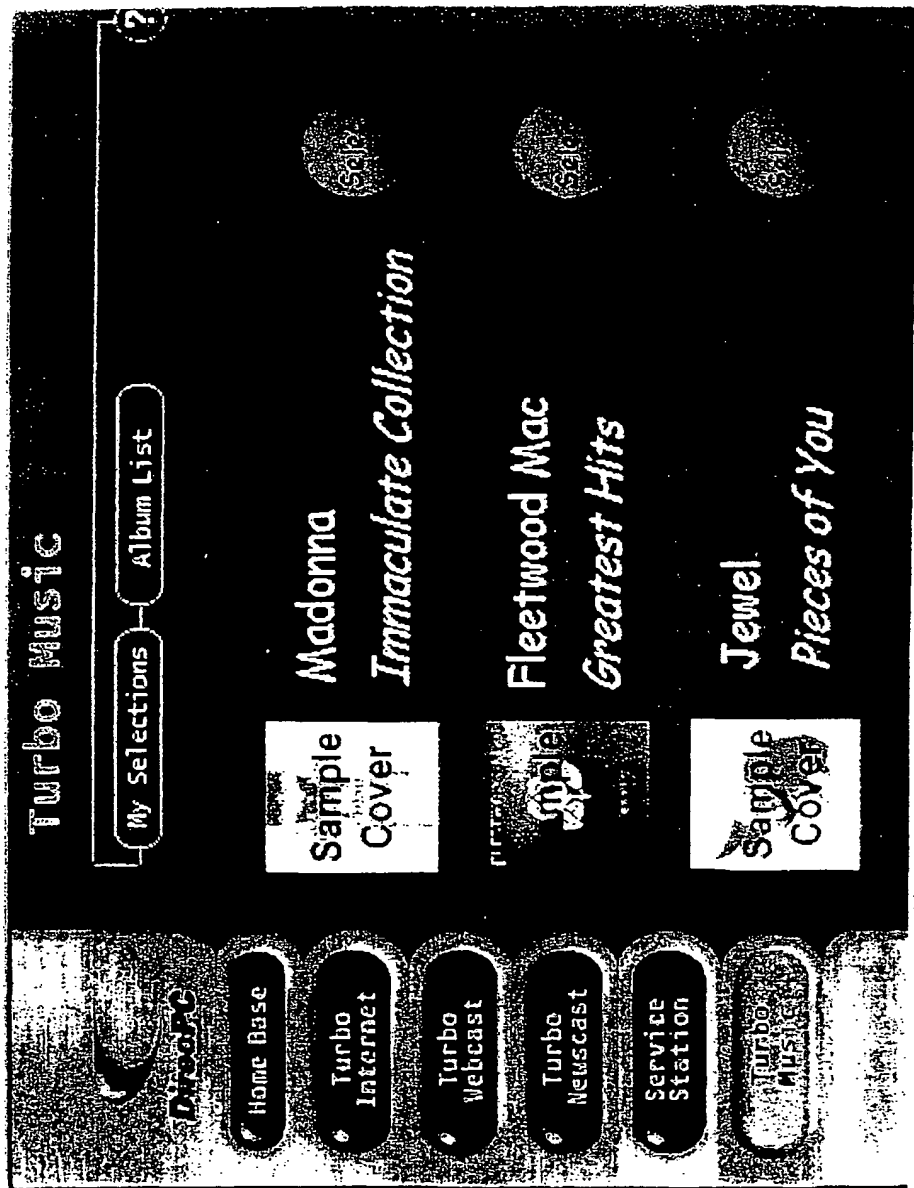 Turbo Music
My Selections
Album List
?
DirecPC
Home Base
Turbo
Internet
Turbo
Webcast
Turbo
Newscast
Service
Station
Turbo
Music
Sample
Cover
Madonna
Immaculate Collection
Fleetwood Mac
Greatest Hits
Sample
Cover
Jewel
Pieces of You